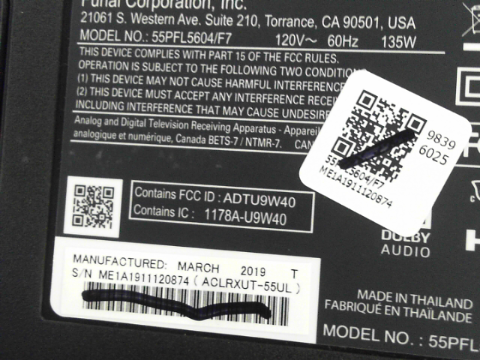 Funai Corporation, Inc.
21061 S. Western Ave. Suite 210, Torrance, CA 90501, USA
MODEL NO.: 55PFL5604/F7 120V~ 60Hz 135W
THIS DEVICE COMPLIES WITH PART 15 OF THE FCC RULES.
OPERATION IS SUBJECT TO THE FOLLOWING TWO CONDITION
(1) THIS DEVICE MAY NOT CAUSE HARMFUL INTERFERENCE
(2) THIS DEVICE MUST ACCEPT ANY INTERFERENCE RECE
INCLUDING INTERFERENCE THAT MAY CAUSE UNDESIRE
Analog and Digital Television Receiving Apparatus - Appareil
analogique et numérique, Canada BETS-7 / NTMR-7. CAN
9839
6025
55PFL5604/F7
ME1A1911120874
Contains FCC ID : ADTU9W40
Contains IC : 1178A-U9W40
DOLBY
AUDIO
MANUFACTURED: MARCH 2019 T
S/N ME1A1911120874 (ACLRXUT-55UL)
MADE IN THAILAND
FABRIQUÉ EN THAÏLANDE
MODEL NO. : 55PFL